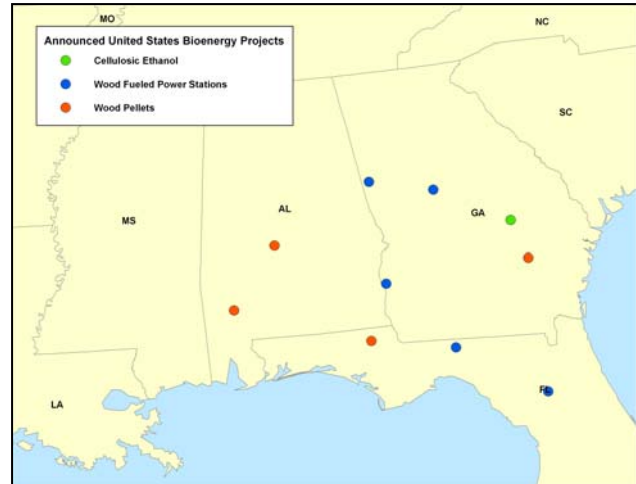 MO
NC
Announced United States Bioenergy Projects
Cellulosic Ethanol
Wood Fueled Power Stations
Wood Pellets
SC
AL
GA
MS
LA
FL